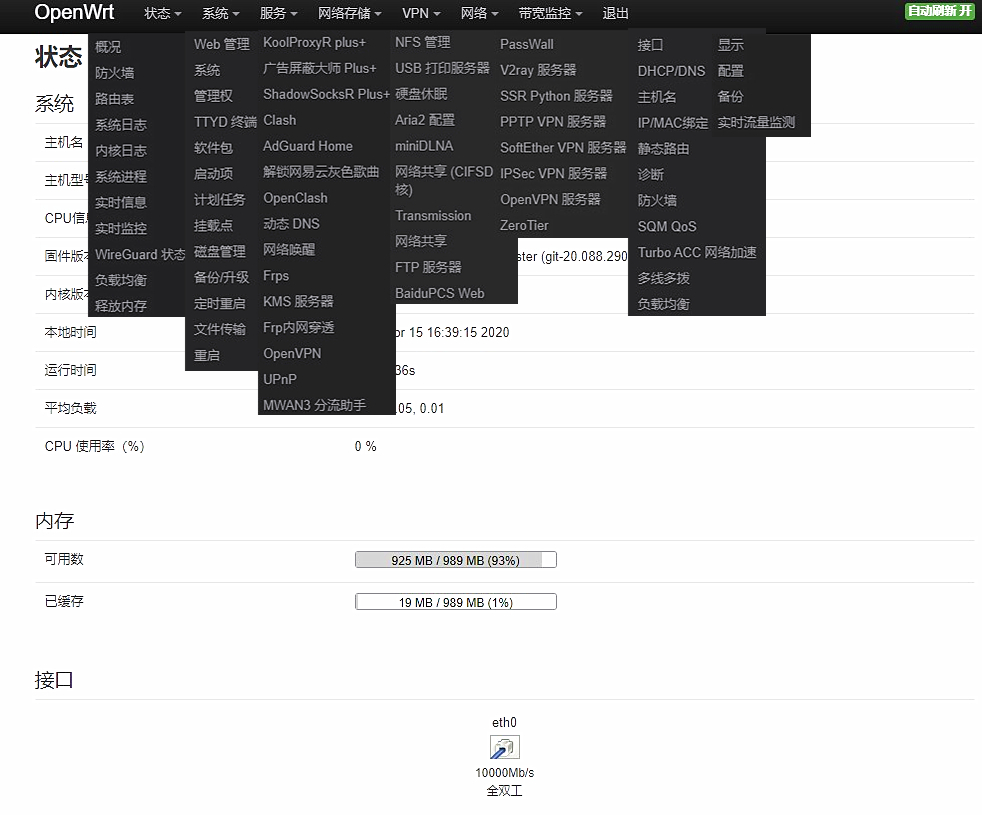 OpenWrt 状态 系统 服务 网络存储 VPN 网络 带宽监控 退出 自动刷新 开
状态
概况
防火墙
路由表
系统日志
内核日志
系统进程
实时信息
实时监控
WireGuard 状态
负载均衡
释放内存
Web 管理
系统
管理权
TTYD 终端
软件包
启动项
计划任务
挂载点
磁盘管理
备份/升级
定时重启
文件传输
重启
KoolProxyR plus+
广告屏蔽大师 Plus+
ShadowSocksR Plus+
Clash
AdGuard Home
解锁网易云灰色歌曲
OpenClash
动态 DNS
网络唤醒
Frps
KMS 服务器
Frp内网穿透
OpenVPN
UPnP
MWAN3 分流助手
NFS 管理
USB 打印服务器
硬盘休眠
Aria2 配置
miniDLNA
网络共享 (CIFSD
核)
Transmission
网络共享
FTP 服务器
BaiduPCS Web
PassWall
V2ray 服务器
SSR Python 服务器
PPTP VPN 服务器
SoftEther VPN 服务器
IPSec VPN 服务器
OpenVPN 服务器
ZeroTier
接口
DHCP/DNS
主机名
IP/MAC绑定
静态路由
诊断
防火墙
SQM QoS
Turbo ACC 网络加速
多线多拨
负载均衡
显示
配置
备份
实时流量监测
系统
主机名
主机型
CPU信
固件版 ster (git-20.088.290
内核版
本地时间 or 15 16:39:15 2020
运行时间 36s
平均负载 .05, 0.01
CPU 使用率（%） 0 %
内存
可用数 925 MB / 989 MB (93%)
已缓存 19 MB / 989 MB (1%)
接口
eth0
10000Mb/s
全双工